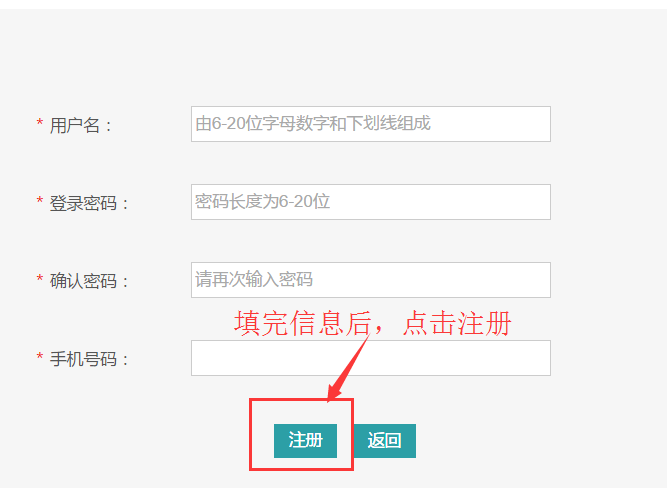 * 用户名： 由6-20位字母数字和下划线组成
* 登录密码： 密码长度为6-20位
* 确认密码： 请再次输入密码
填完信息后，点击注册
* 手机号码：
注册 返回